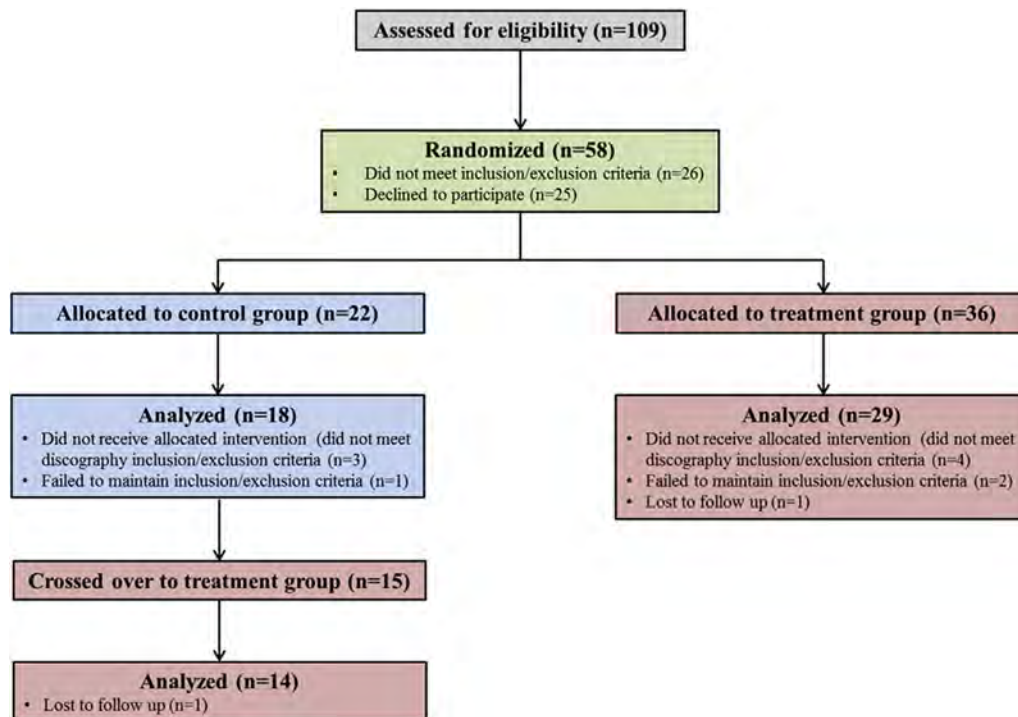 Assessed for eligibility (n=109)
Randomized (n=58)
▪ Did not meet inclusion/exclusion criteria (n=26)
▪ Declined to participate (n=25)
Allocated to control group (n=22)
Allocated to treatment group (n=36)
Analyzed (n=18)
• Did not receive allocated intervention (did not meet
discography inclusion/exclusion criteria (n=3)
• Failed to maintain inclusion/exclusion criteria (n=1)
Analyzed (n=29)
• Did not receive allocated intervention (did not meet
discography inclusion/exclusion criteria (n=4)
• Failed to maintain inclusion/exclusion criteria (n=2)
• Lost to follow up (n=1)
Crossed over to treatment group (n=15)
Analyzed (n=14)
• Lost to follow up (n=1)